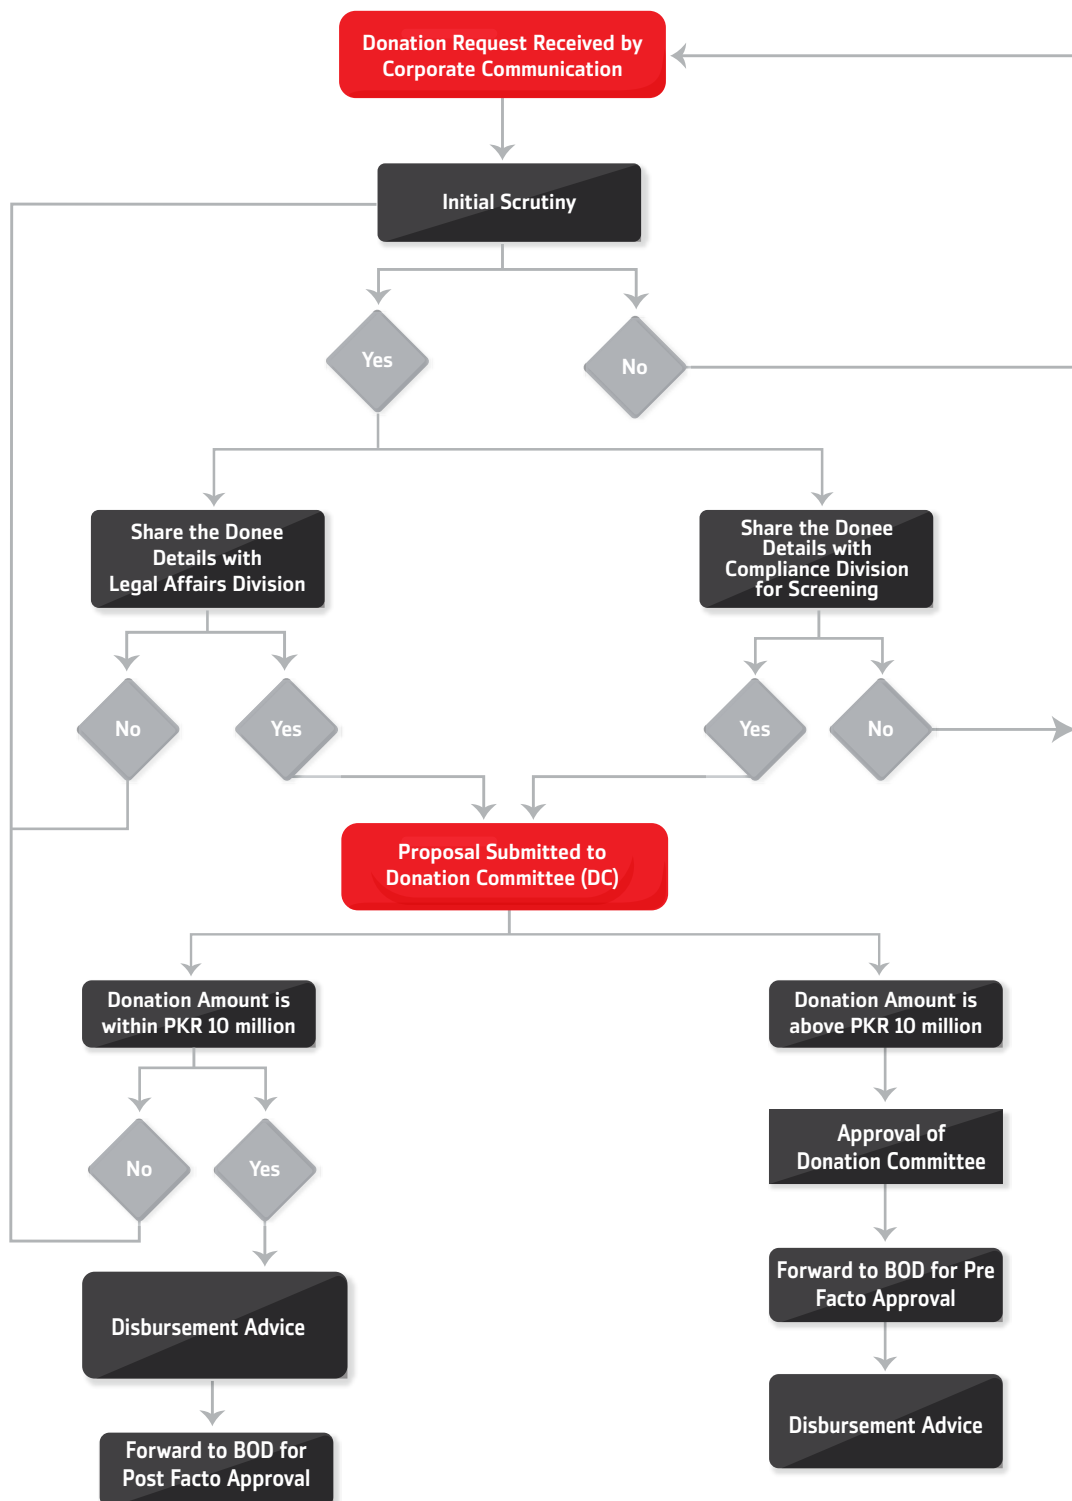 Donation Request Received by
Corporate Communication
Initial Scrutiny
Yes
No
Share the Donee
Details with
Legal Affairs Division
Share the Donee
Details with
Compliance Division
for Screening
No
Yes
Yes
No
Proposal Submitted to
Donation Committee (DC)
Donation Amount is
within PKR 10 million
Donation Amount is
above PKR 10 million
No
Yes
Approval of
Donation Committee
Forward to BOD for Pre
Facto Approval
Disbursement Advice
Disbursement Advice
Forward to BOD for
Post Facto Approval